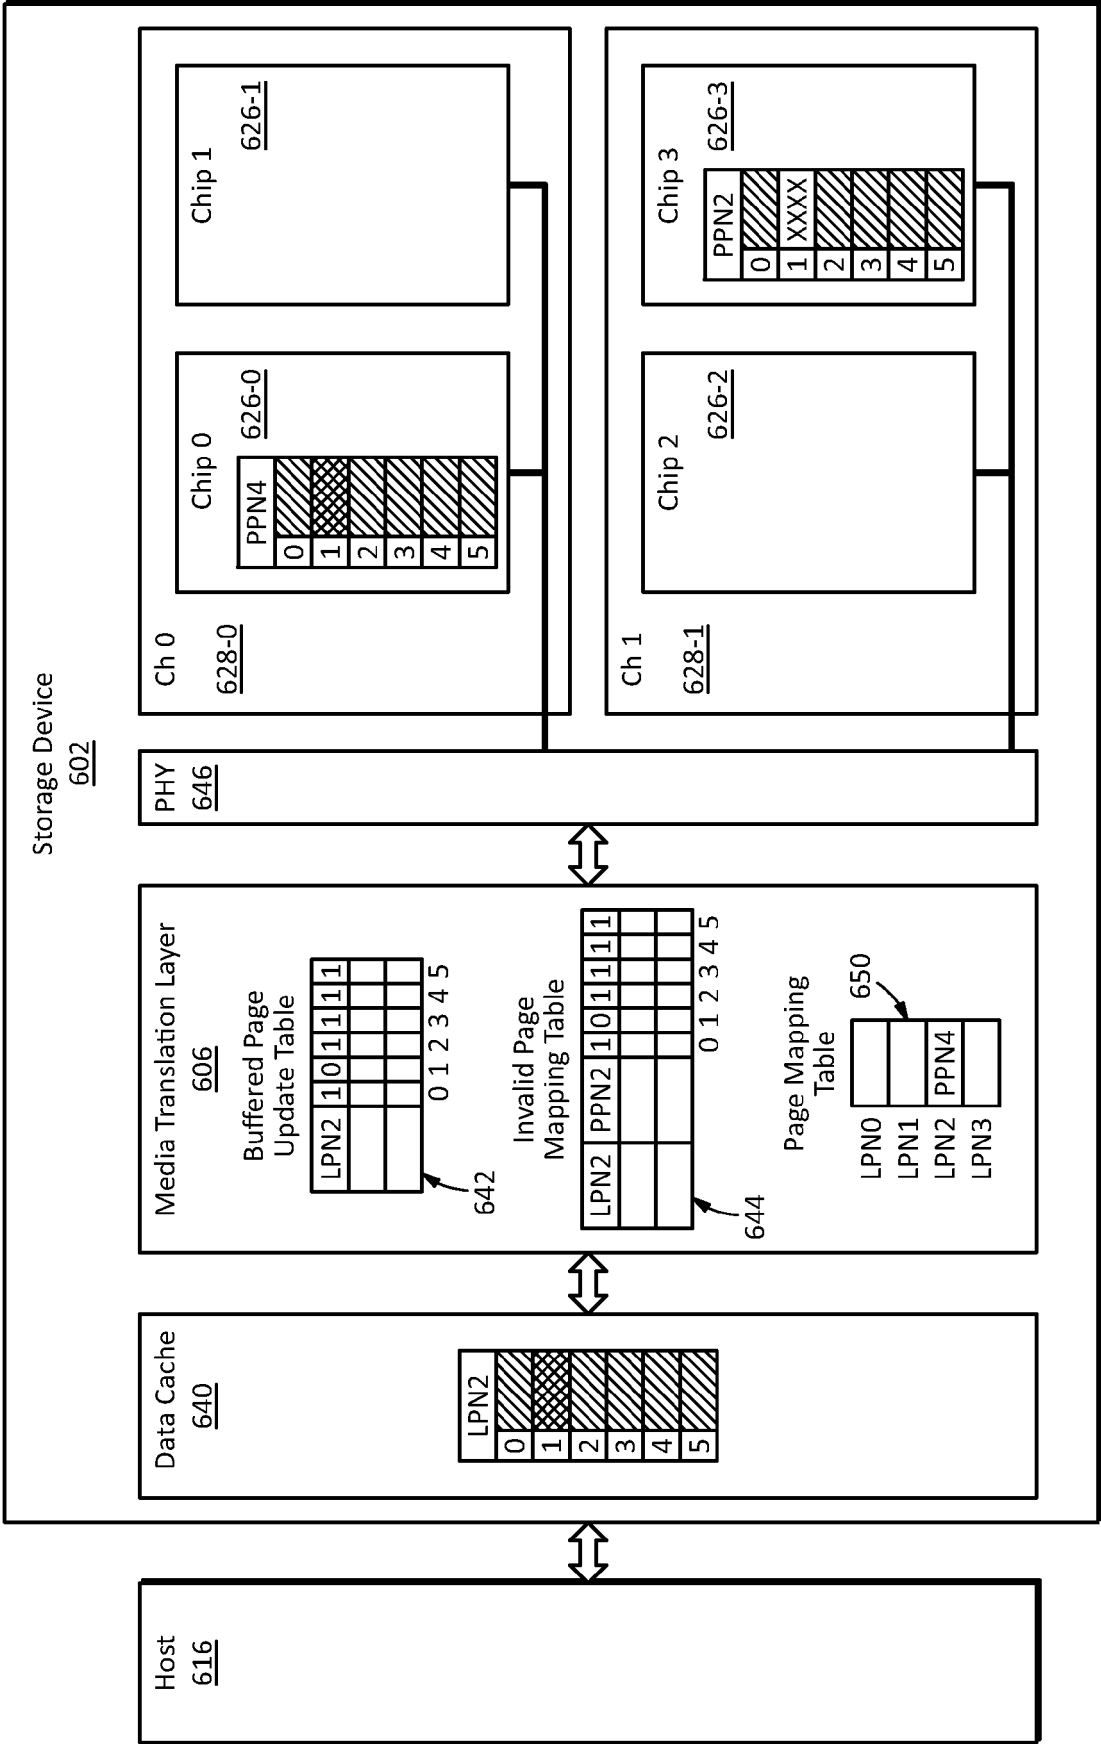 Storage Device
602
Host
616
Data Cache
640
LPN2
0
1
2
3
4
5
Media Translation Layer
606
Buffered Page
Update Table
LPN2 1 0 1 1 1 1
0 1 2 3 4 5
642
Invalid Page
Mapping Table
LPN2 PPN2 1 0 1 1 1 1
0 1 2 3 4 5
644
Page Mapping
Table
650
LPN0
LPN1
LPN2 PPN4
LPN3
PHY
646
Ch 0
628-0
Chip 0
626-0
PPN4
0
1
2
3
4
5
Chip 1
626-1
Ch 1
628-1
Chip 2
626-2
Chip 3
626-3
PPN2
0
1 XXXX
2
3
4
5